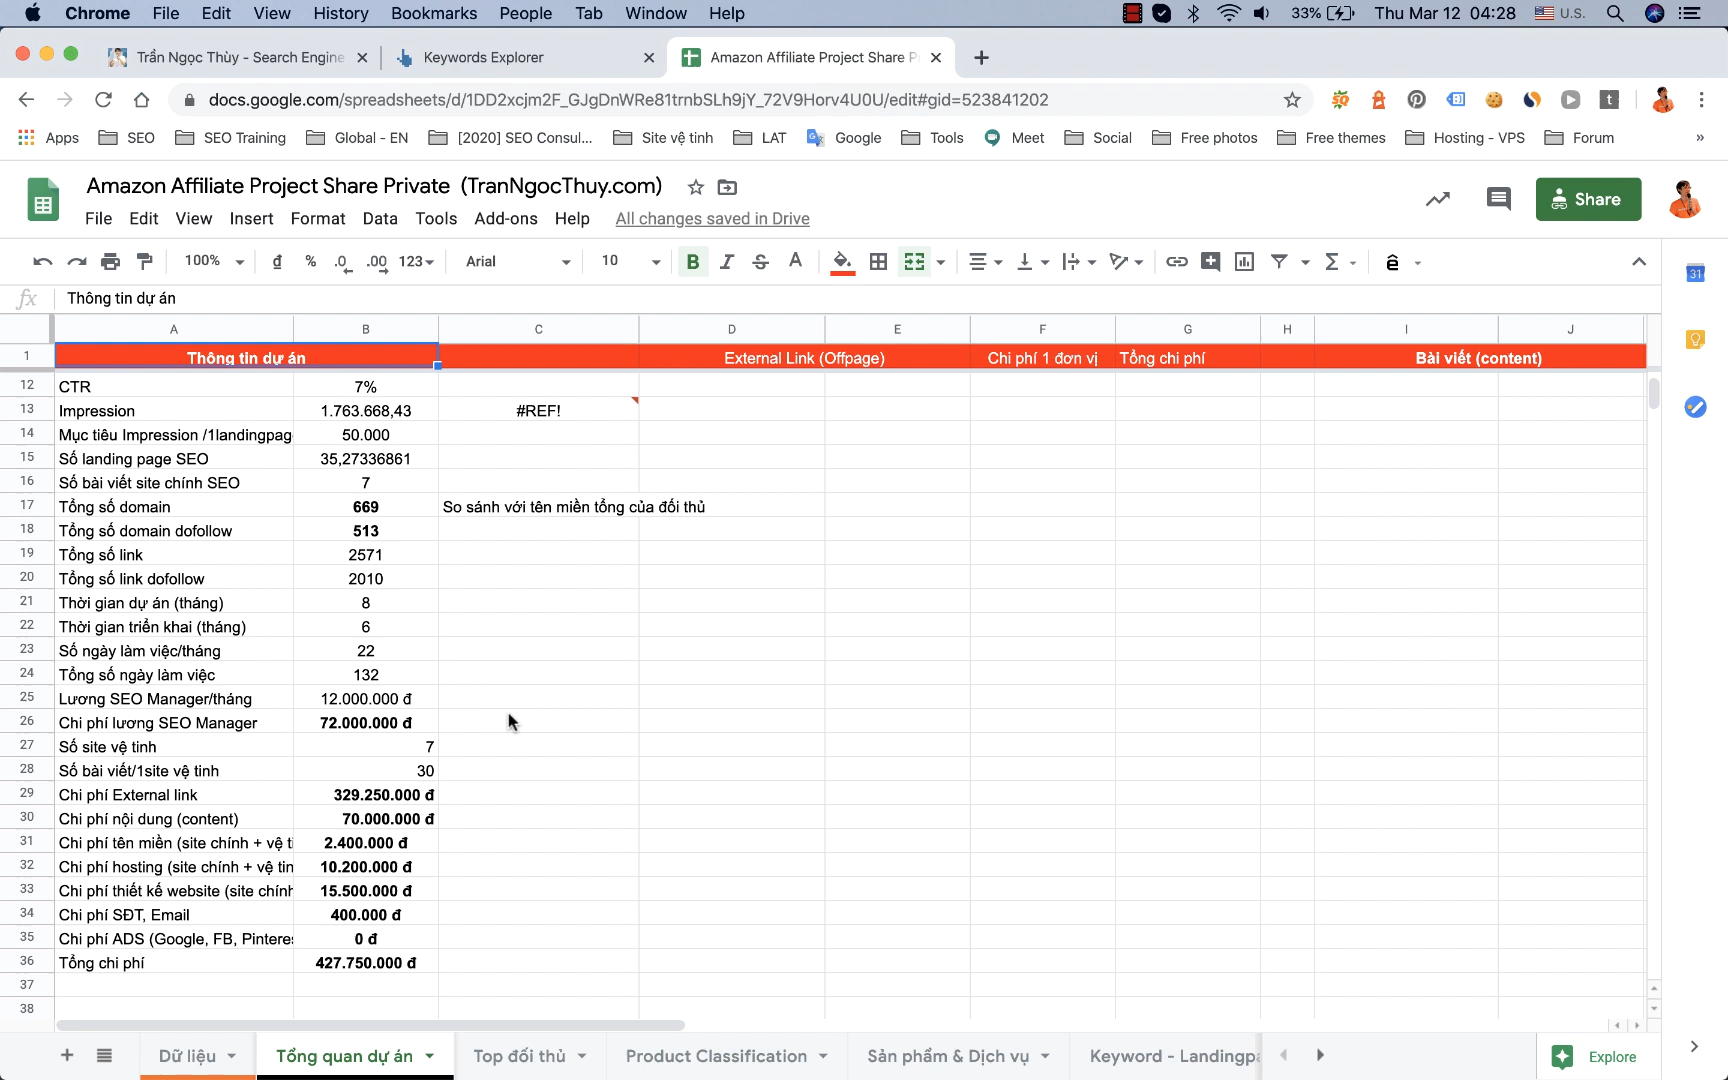 Chrome File Edit View History Bookmarks People Tab Window Help 33% Thu Mar 12 04:28 U.S.
Trần Ngọc Thùy - Search Engine Keywords Explorer Amazon Affiliate Project Share P
docs.google.com/spreadsheets/d/1DD2xcjm2F_GJgDnWRe81trnbSLh9jY_72V9Horv4U0U/edit#gid=523841202
Apps SEO SEO Training Global - EN [2020] SEO Consul... Site vệ tinh LAT Google Tools Meet Social Free photos Free themes Hosting - VPS Forum »
Amazon Affiliate Project Share Private (TranNgocThuy.com)
Share
File Edit View Insert Format Data Tools Add-ons Help All changes saved in Drive
100% đ % .0 .00 123 Arial 10 B I S A Σ ê
fx Thông tin dự án
31
A B C D E F G H I J
1 Thông tin dự án External Link (Offpage) Chi phí 1 đơn vị Tổng chi phí Bài viết (content)
12 CTR 7%
13 Impression 1.763.668,43 #REF!
14 Mục tiêu Impression /1landingpag 50.000
15 Số landing page SEO 35,27336861
16 Số bài viết site chính SEO 7
17 Tổng số domain 669 So sánh với tên miền tổng của đối thủ
18 Tổng số domain dofollow 513
19 Tổng số link 2571
20 Tổng số link dofollow 2010
21 Thời gian dự án (tháng) 8
22 Thời gian triển khai (tháng) 6
23 Số ngày làm việc/tháng 22
24 Tổng số ngày làm việc 132
25 Lương SEO Manager/tháng 12.000.000 đ
26 Chi phí lương SEO Manager 72.000.000 đ
27 Số site vệ tinh 7
28 Số bài viết/1site vệ tinh 30
29 Chi phí External link 329.250.000 đ
30 Chi phí nội dung (content) 70.000.000 đ
31 Chi phí tên miền (site chính + vệ ti 2.400.000 đ
32 Chi phí hosting (site chính + vệ tin 10.200.000 đ
33 Chi phí thiết kế website (site chính 15.500.000 đ
34 Chi phí SĐT, Email 400.000 đ
35 Chi phí ADS (Google, FB, Pinteres 0 đ
36 Tổng chi phí 427.750.000 đ
37
38
Dữ liệu Tổng quan dự án Top đối thủ Product Classification Sản phẩm & Dịch vụ Keyword - Landingpa Explore